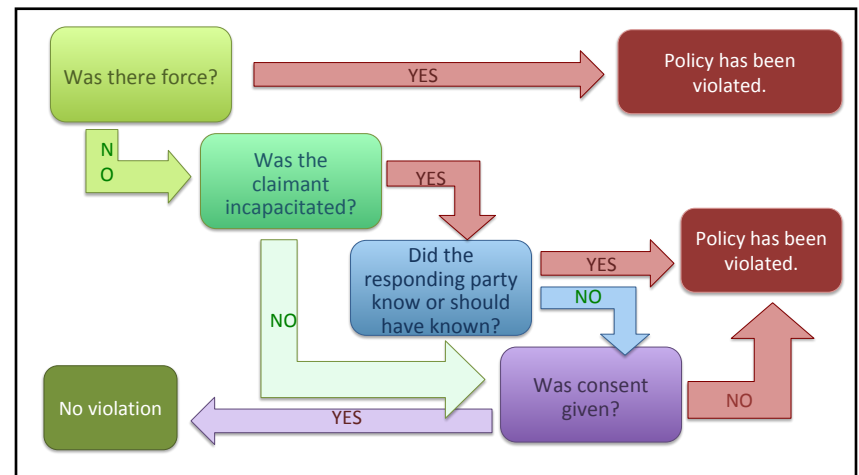 Was there force?
YES
Policy has been
violated.
N
O
Was the
claimant
incapacitated?
YES
Did the
responding party
know or should
have known?
YES
Policy has been
violated.
NO
NO
Was consent
given?
NO
YES
No violation